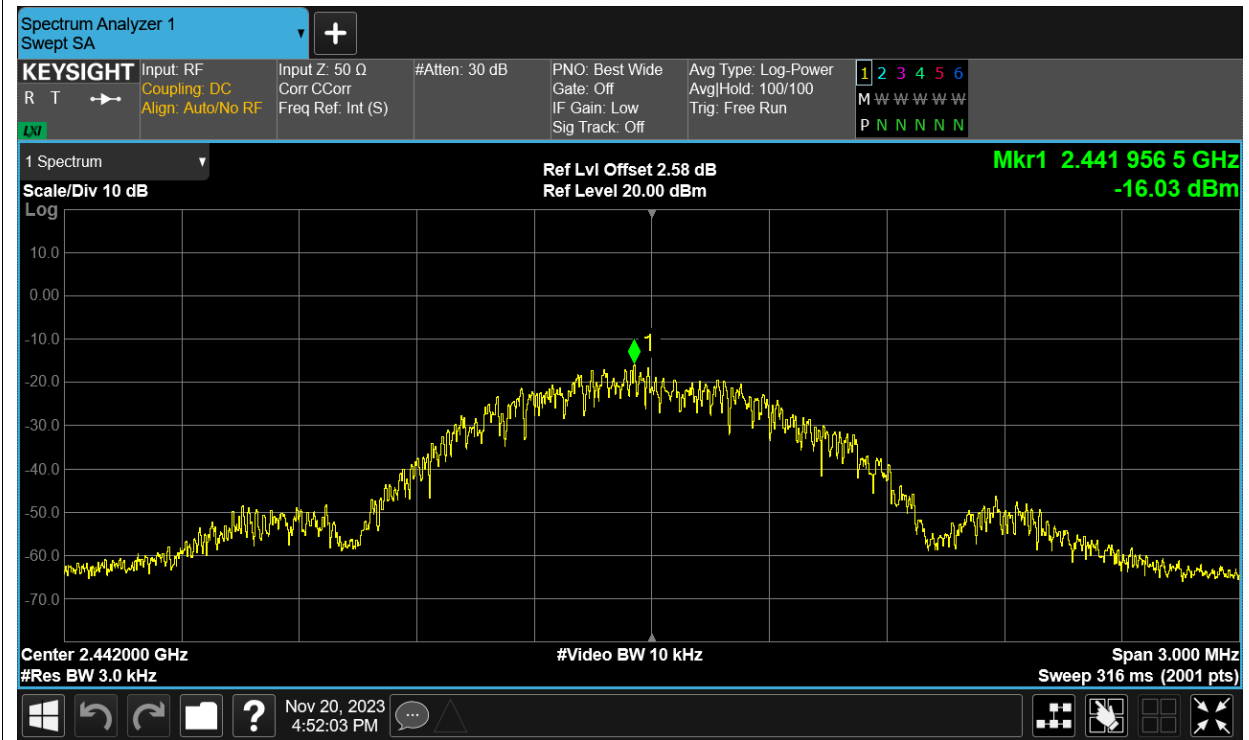 Spectrum Analyzer 1
Swept SA
KEYSIGHT
R T
LXI
Input: RF
Coupling: DC
Align: Auto/No RF
Input Z: 50 Ω
Corr CCorr
Freq Ref: Int (S)
#Atten: 30 dB
PNO: Best Wide
Gate: Off
IF Gain: Low
Sig Track: Off
Avg Type: Log-Power
Avg|Hold: 100/100
Trig: Free Run
1 2 3 4 5 6
M W W W W W
P N N N N N
1 Spectrum
Scale/Div 10 dB
Log
Ref Lvl Offset 2.58 dB
Ref Level 20.00 dBm
Mkr1 2.441 956 5 GHz
-16.03 dBm
10.0
0.00
-10.0
1
-20.0
-30.0
-40.0
-50.0
-60.0
-70.0
Center 2.442000 GHz
#Video BW 10 kHz
Span 3.000 MHz
#Res BW 3.0 kHz
Sweep 316 ms (2001 pts)
?
Nov 20, 2023
4:52:03 PM